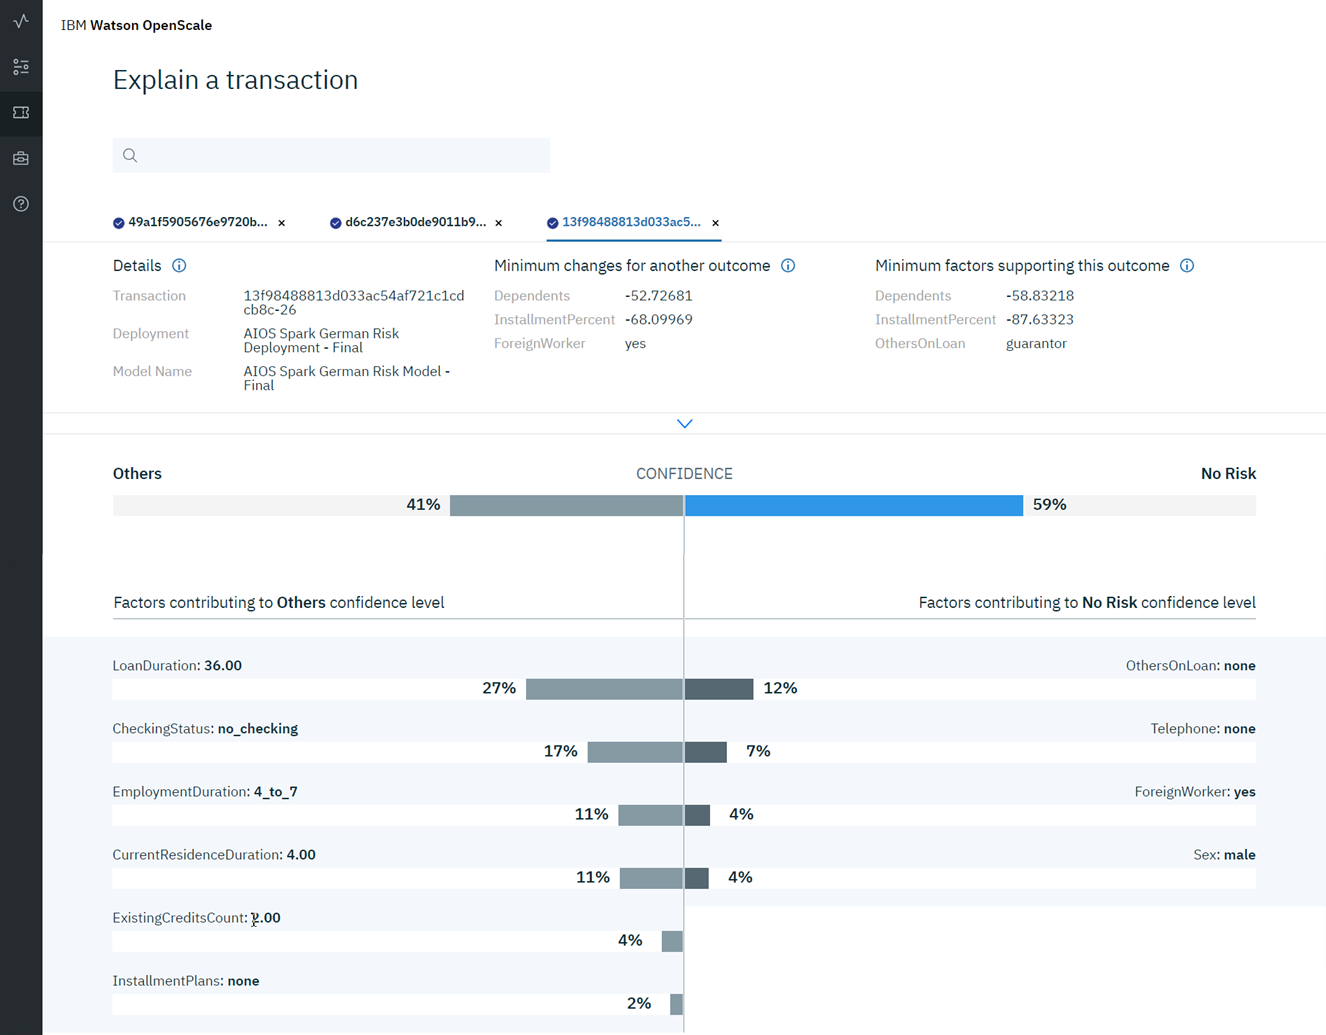 IBM Watson OpenScale
Explain a transaction
49a1f5905676e9720b...
d6c237e3b0de9011b9...
13f98488813d033ac5...
Details
Transaction 13f98488813d033ac54af721c1cd
cb8c-26
Deployment AIOS Spark German Risk
Deployment - Final
Model Name AIOS Spark German Risk Model -
Final
Minimum changes for another outcome
Dependents -52.72681
InstallmentPercent -68.09969
ForeignWorker yes
Minimum factors supporting this outcome
Dependents -58.83218
InstallmentPercent -87.63323
OthersOnLoan guarantor
Others CONFIDENCE No Risk
41% 59%
Factors contributing to Others confidence level
Factors contributing to No Risk confidence level
LoanDuration: 36.00 OthersOnLoan: none
27% 12%
CheckingStatus: no_checking Telephone: none
17% 7%
EmploymentDuration: 4_to_7 ForeignWorker: yes
11% 4%
CurrentResidenceDuration: 4.00 Sex: male
11% 4%
ExistingCreditsCount: 2.00
4%
InstallmentPlans: none
2%